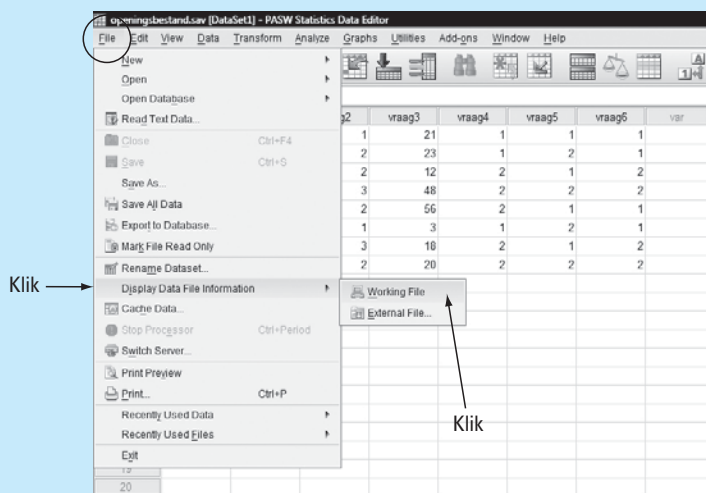 openingsbestand.sav [DataSet1] - PASW Statistics Data Editor
File Edit View Data Transform Analyze Graphs Utilities Add-ons Window Help
New
Open
Open Database
Read Text Data...
Close Ctrl+F4
Save Ctrl+S
Save As...
Save All Data
Export to Database...
Mark File Read Only
Rename Dataset...
Display Data File Information
Cache Data...
Stop Processor Ctrl+Period
Switch Server...
Print Preview
Print... Ctrl+P
Recently Used Data
Recently Used Files
Exit
19
20
Klik
Working File
External File...
Klik
g2 vraag3 vraag4 vraag5 vraag6 var
1 21 1 1 1
2 23 1 2 1
2 12 2 1 2
3 48 2 2 2
2 56 2 1 1
1 3 1 2 1
3 18 2 1 2
2 20 2 2 2
A
1